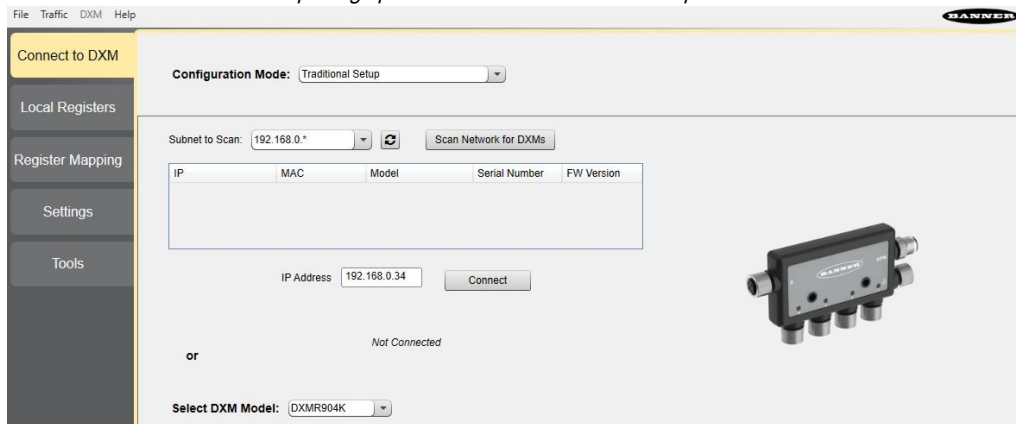 File Traffic DXM Help
BANNER
Connect to DXM
Configuration Mode: Traditional Setup
Local Registers
Subnet to Scan: 192.168.0.* Scan Network for DXMs
Register Mapping
IP MAC Model Serial Number FW Version
Settings
Tools
BANNER
IP Address 192.168.0.34 Connect
Not Connected
or
Select DXM Model: DXMR904K